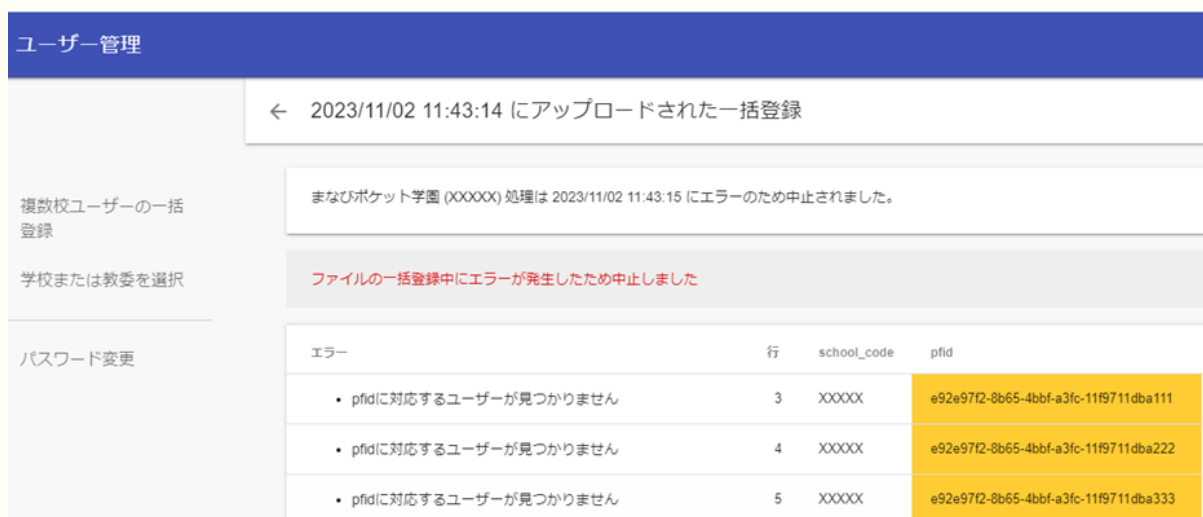 ユーザー管理
← 2023/11/02 11:43:14 にアップロードされた一括登録
複数校ユーザーの一括
登録
学校または教委を選択
パスワード変更
まなびポケット学園 (XXXXX) 処理は 2023/11/02 11:43:15 にエラーのため中止されました。
ファイルの一括登録中にエラーが発生したため中止しました
エラー 行 school_code pfid
• pfidに対応するユーザーが見つかりません 3 XXXXX e92e97f2-8b65-4bbf-a3fc-11f9711dba111
• pfidに対応するユーザーが見つかりません 4 XXXXX e92e97f2-8b65-4bbf-a3fc-11f9711dba222
• pfidに対応するユーザーが見つかりません 5 XXXXX e92e97f2-8b65-4bbf-a3fc-11f9711dba333